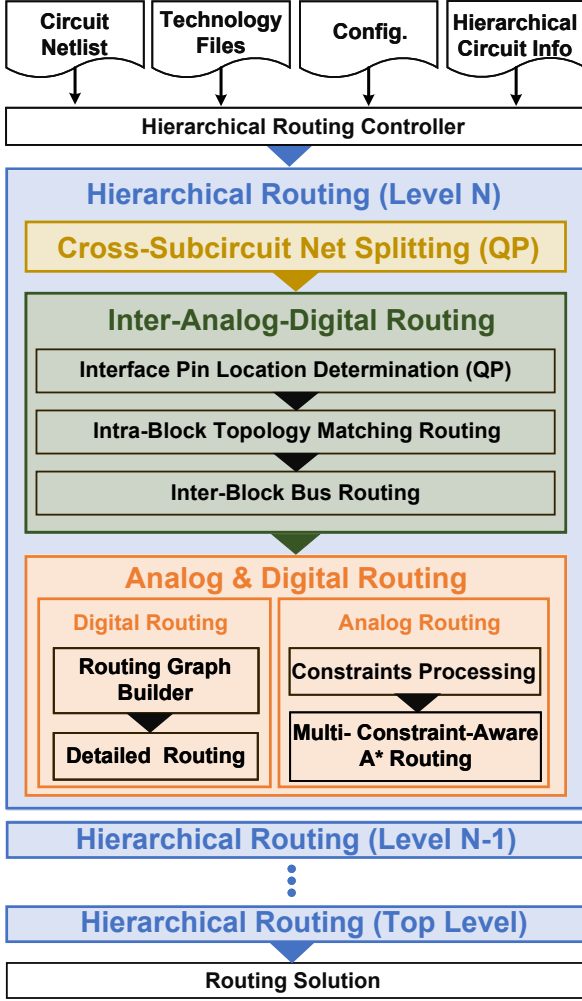 Circuit
Netlist
Technology
Files
Config.
Hierarchical
Circuit Info
Hierarchical Routing Controller
Hierarchical Routing (Level N)
Cross-Subcircuit Net Splitting (QP)
Inter-Analog-Digital Routing
Interface Pin Location Determination (QP)
Intra-Block Topology Matching Routing
Inter-Block Bus Routing
Analog & Digital Routing
Digital Routing
Routing Graph
Builder
Detailed Routing
Analog Routing
Constraints Processing
Multi- Constraint-Aware
A* Routing
Hierarchical Routing (Level N-1)
Hierarchical Routing (Top Level)
Routing Solution